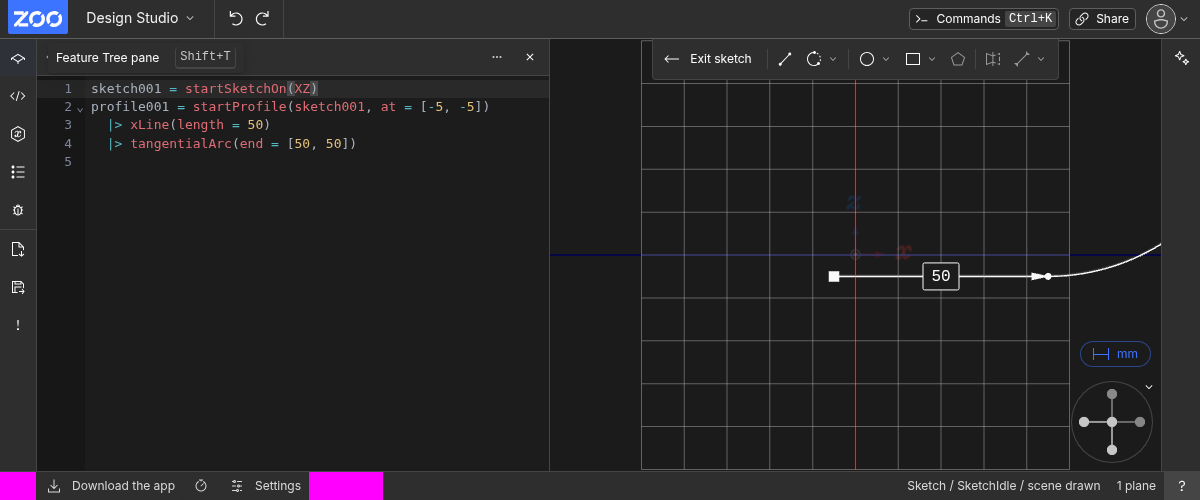 ZOO
Design Studio
Commands Ctrl+K
Share
Feature Tree pane Shift+T
1 sketch001 = startSketchOn(XZ)
2 profile001 = startProfile(sketch001, at = [-5, -5])
3 |> xLine(length = 50)
4 |> tangentialArc(end = [50, 50])
5
Exit sketch
z
x
50
mm
Download the app
Settings
Sketch / SketchIdle / scene drawn
1 plane
?